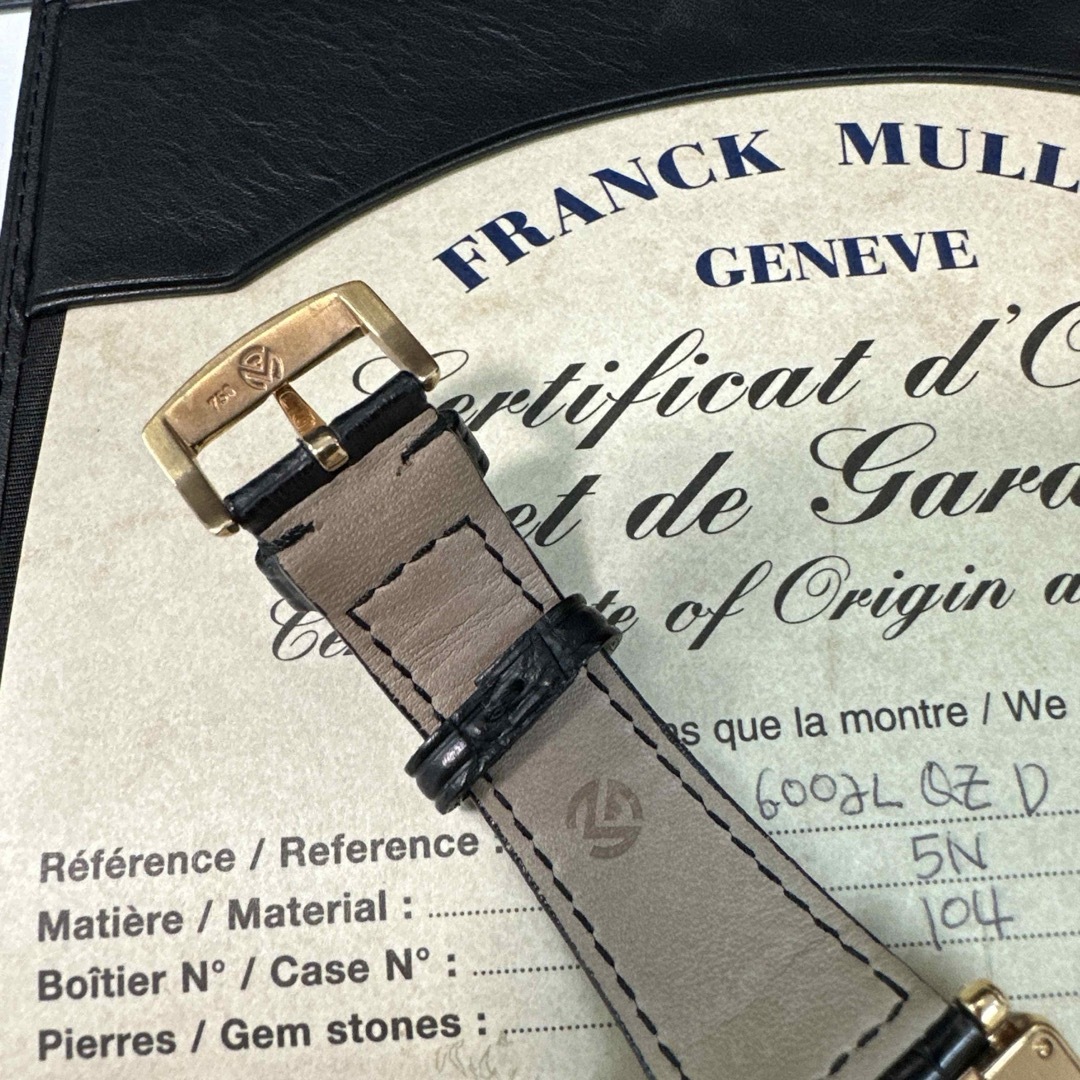 FRANCK MULL
GENEVE
Certificat d'O
et de Gara
of Origin a
ns que la montre / We
Référence / Reference : 6002L QZ D
Matière / Material : 5N
Boîtier N° / Case N° : 104
Pierres / Gem stones :
750